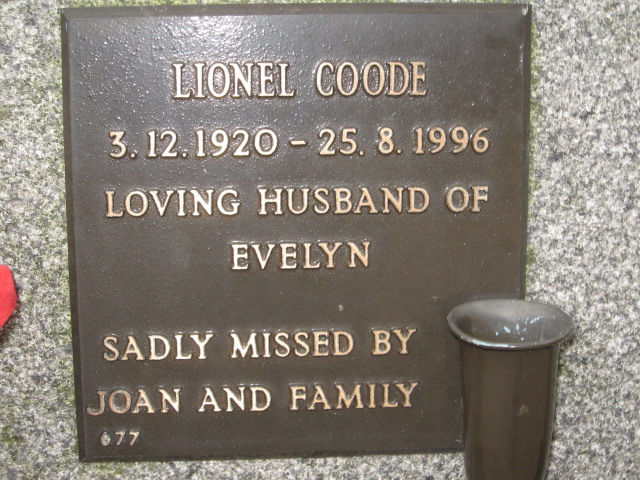 LIONEL COODE
3.12.1920 - 25.8.1996
LOVING HUSBAND OF
EVELYN
SADLY MISSED BY
JOAN AND FAMILY
677